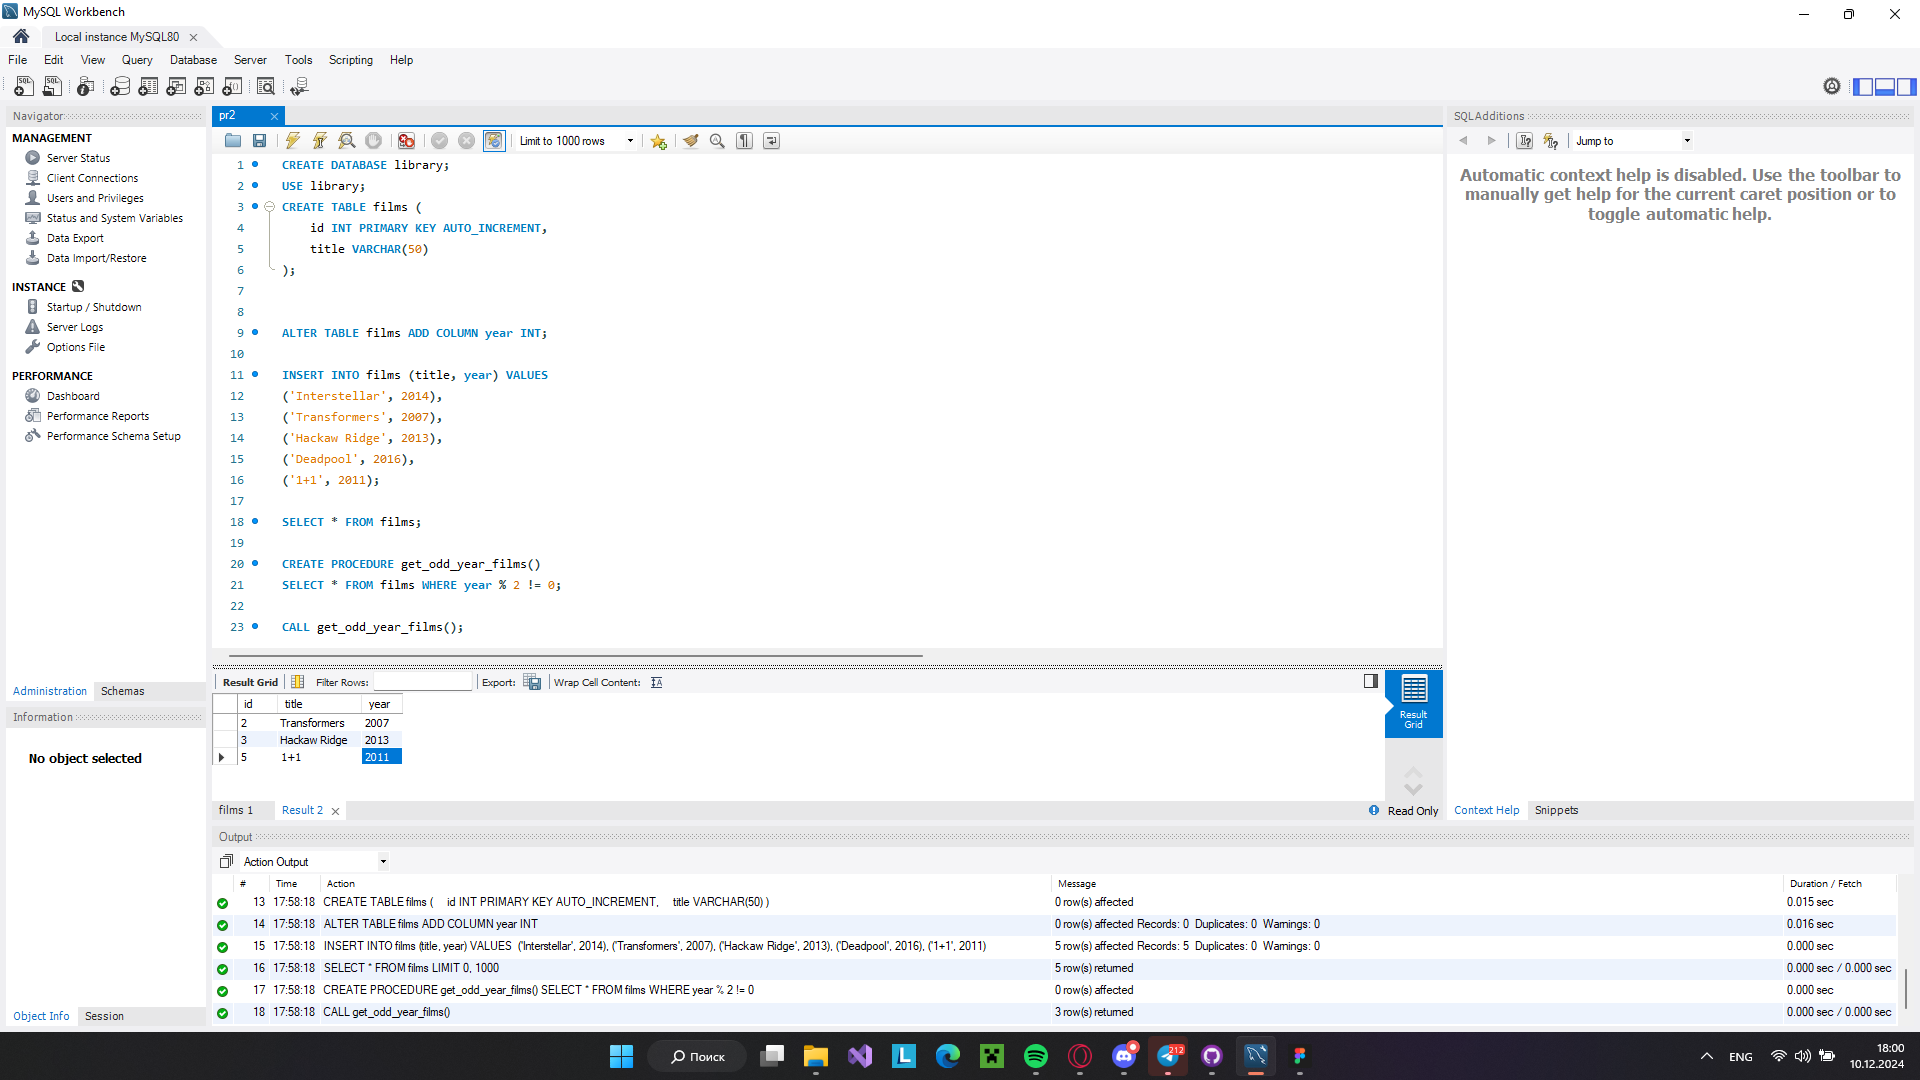 MySQL Workbench
Local instance MySQL80
File Edit View Query Database Server Tools Scripting Help
Navigator
MANAGEMENT
Server Status
Client Connections
Users and Privileges
Status and System Variables
Data Export
Data Import/Restore
INSTANCE
Startup / Shutdown
Server Logs
Options File
PERFORMANCE
Dashboard
Performance Reports
Performance Schema Setup
Administration Schemas
Information
No object selected
Object Info Session
pr2
Limit to 1000 rows
1 CREATE DATABASE library;
2 USE library;
3 CREATE TABLE films (
4 id INT PRIMARY KEY AUTO_INCREMENT,
5 title VARCHAR(50)
6 );
7
8
9 ALTER TABLE films ADD COLUMN year INT;
10
11 INSERT INTO films (title, year) VALUES
12 ('Interstellar', 2014),
13 ('Transformers', 2007),
14 ('Hackaw Ridge', 2013),
15 ('Deadpool', 2016),
16 ('1+1', 2011);
17
18 SELECT * FROM films;
19
20 CREATE PROCEDURE get_odd_year_films()
21 SELECT * FROM films WHERE year % 2 != 0;
22
23 CALL get_odd_year_films();
Result Grid Filter Rows: Export: Wrap Cell Content:
id title year
2 Transformers 2007
3 Hackaw Ridge 2013
5 1+1 2011
Result
Grid
films 1 Result 2 Read Only
SQLAdditions
Jump to
Automatic context help is disabled. Use the toolbar to
manually get help for the current caret position or to
toggle automatic help.
Context Help Snippets
Output
Action Output
# Time Action Message Duration / Fetch
13 17:58:18 CREATE TABLE films ( id INT PRIMARY KEY AUTO_INCREMENT, title VARCHAR(50) ) 0 row(s) affected 0.015 sec
14 17:58:18 ALTER TABLE films ADD COLUMN year INT 0 row(s) affected Records: 0 Duplicates: 0 Warnings: 0 0.016 sec
15 17:58:18 INSERT INTO films (title, year) VALUES ('Interstellar', 2014), ('Transformers', 2007), ('Hackaw Ridge', 2013), ('Deadpool', 2016), ('1+1', 2011) 5 row(s) affected Records: 5 Duplicates: 0 Warnings: 0 0.000 sec
16 17:58:18 SELECT * FROM films LIMIT 0, 1000 5 row(s) returned 0.000 sec / 0.000 sec
17 17:58:18 CREATE PROCEDURE get_odd_year_films() SELECT * FROM films WHERE year % 2 != 0 0 row(s) affected 0.000 sec
18 17:58:18 CALL get_odd_year_films() 3 row(s) returned 0.000 sec / 0.000 sec
Поиск
212
ENG
18:00
10.12.2024